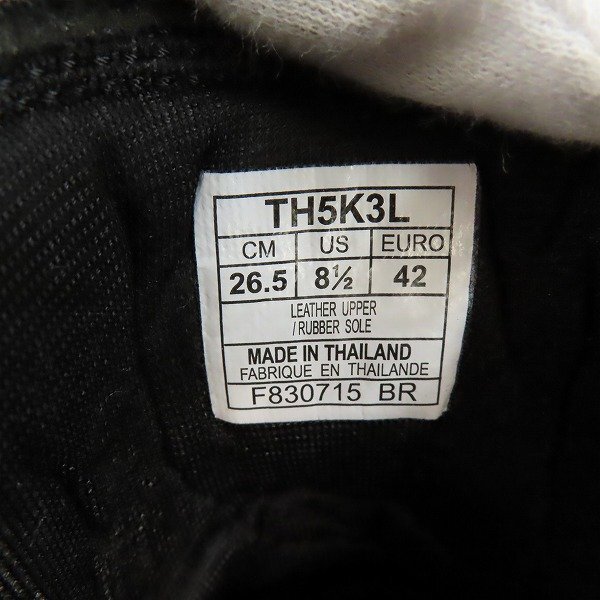 TH5K3L
CM US EURO
26.5 8½ 42
LEATHER UPPER
/RUBBER SOLE
MADE IN THAILAND
FABRIQUE EN THAILANDE
F830715 BR